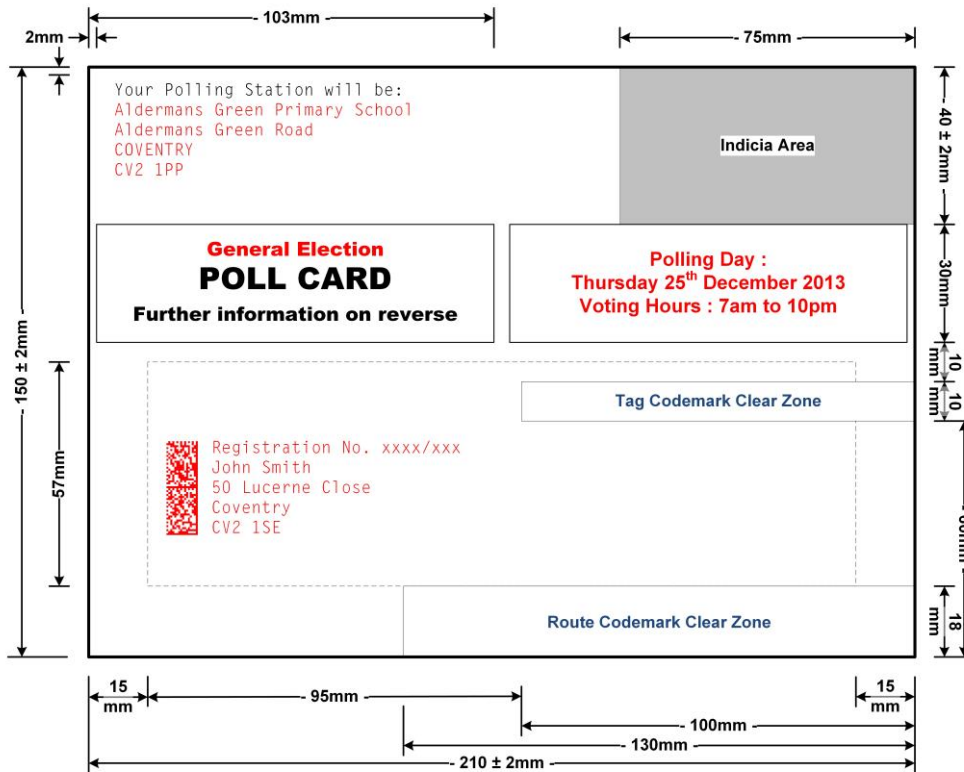 - 103mm -
2mm
- 75mm -
Your Polling Station will be:
Aldermans Green Primary School
Aldermans Green Road
COVENTRY
CV2 1PP
Indicia Area
- 40 ± 2mm -
General Election
POLL CARD
Further information on reverse
Polling Day :
Thursday 25th December 2013
Voting Hours : 7am to 10pm
30mm
- 150 ± 2mm -
10
mm
Tag Codemark Clear Zone
10
mm
57mm
Registration No. xxxx/xxx
John Smith
50 Lucerne Close
Coventry
CV2 1SE
Route Codemark Clear Zone
18
mm
15
mm
- 95mm -
15
mm
- 100mm -
- 130mm -
- 210 ± 2mm -